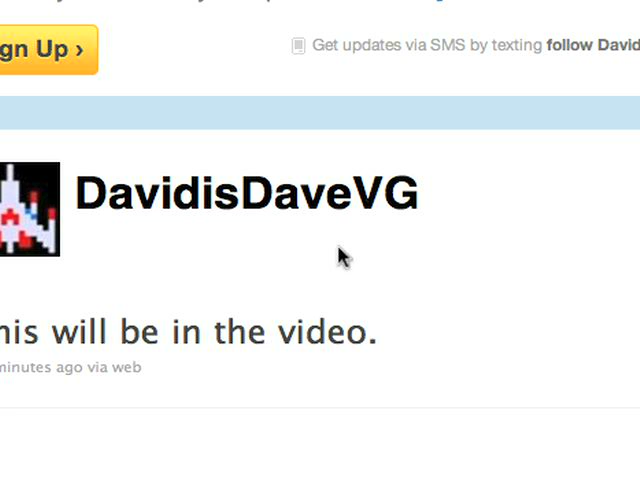 gn Up ›
Get updates via SMS by texting follow David
DavidisDaveVG
his will be in the video.
minutes ago via web